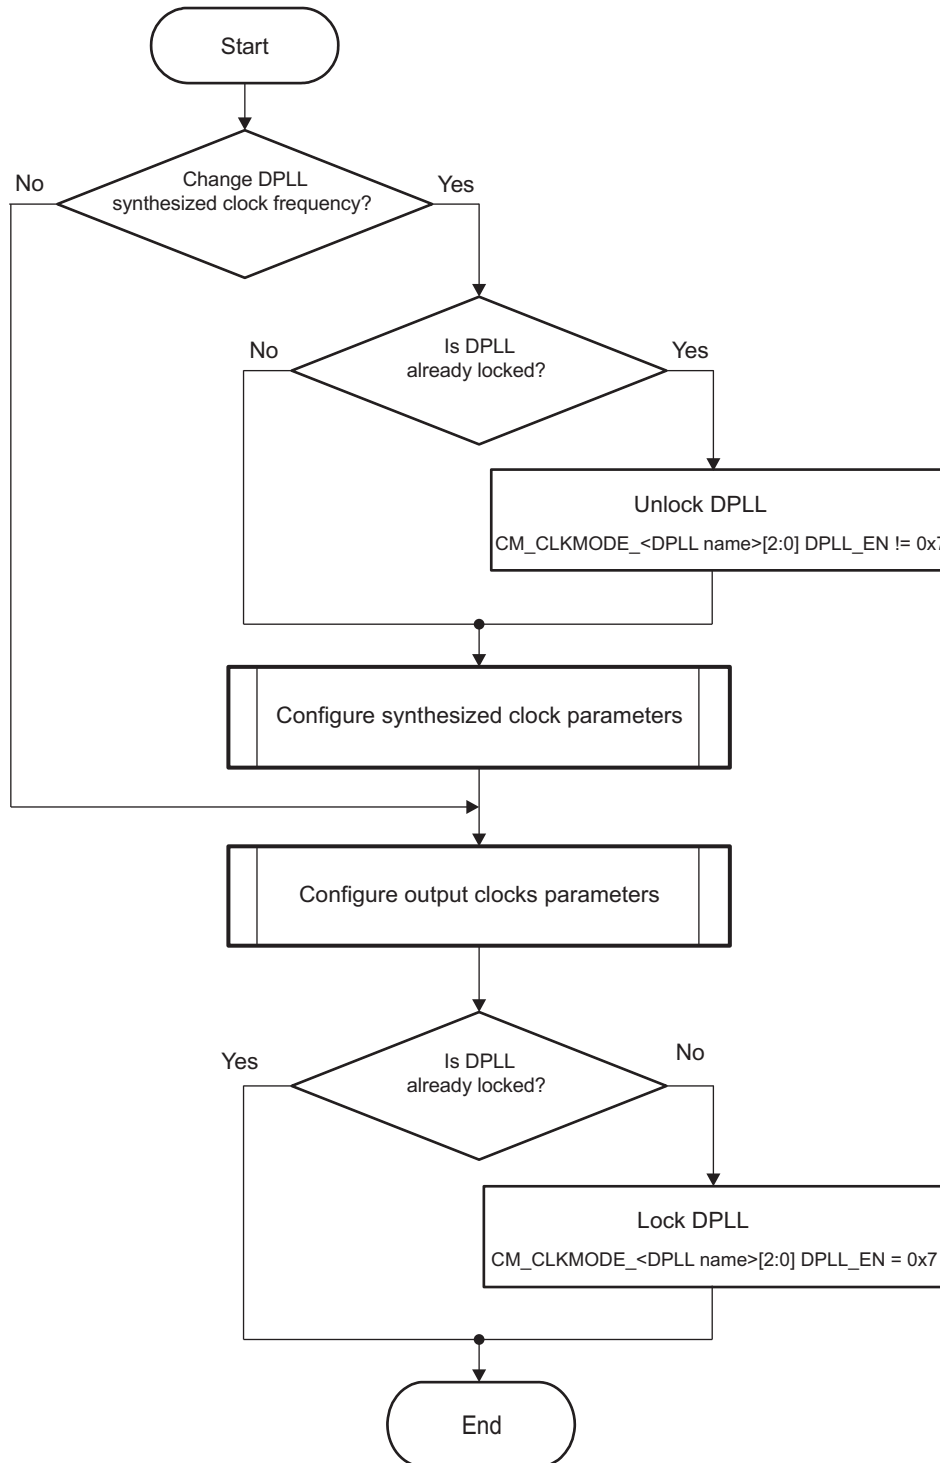 Start
Change DPLL
synthesized clock frequency?
No
Yes
Is DPLL
already locked?
No
Yes
Unlock DPLL
CM_CLKMODE_<DPLL name>[2:0] DPLL_EN != 0x7
Configure synthesized clock parameters
Configure output clocks parameters
Is DPLL
already locked?
Yes
No
Lock DPLL
CM_CLKMODE_<DPLL name>[2:0] DPLL_EN = 0x7
End